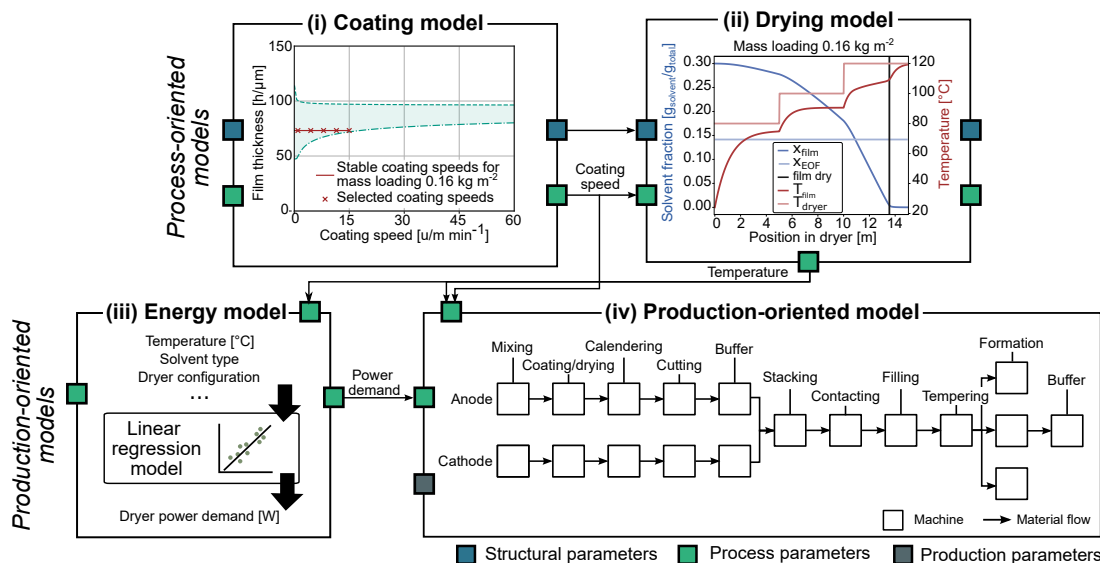 (i) Coating model
(ii) Drying model
Process-oriented
models
150
100
50
0
0
15
30
45
60
Film thickness [h/µm]
Stable coating speeds for
mass loading 0.16 kg m⁻²
Selected coating speeds
Coating speed [u/m min⁻¹]
Coating
speed
Mass loading 0.16 kg m⁻²
Solvent fraction [gsolvent/gtotal]
0.30
0.25
0.20
0.15
0.10
0.05
0.00
120
100
80
60
40
20
Temperature [°C]
xfilm
xEOF
film dry
Tfilm
Tdryer
0 2 4 6 8 10 12 14
Position in dryer [m]
Temperature
Production-oriented
models
(iii) Energy model
Temperature [°C]
Solvent type
Dryer configuration
...
Linear
regression
model
Dryer power demand [W]
Power
demand
(iv) Production-oriented model
Mixing
Coating/drying
Calendering
Cutting
Buffer
Stacking
Contacting
Filling
Tempering
Formation
Buffer
Anode
Cathode
Machine
Material flow
Structural parameters
Process parameters
Production parameters